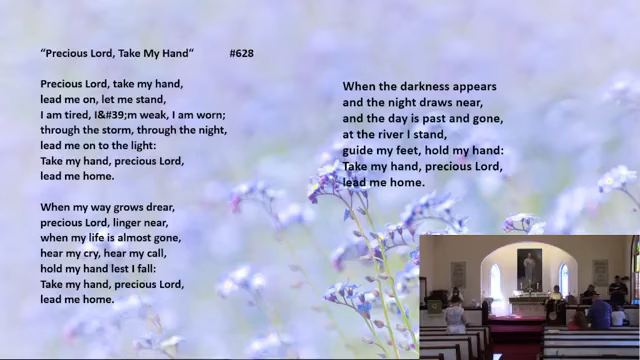 “Precious Lord, Take My Hand“ #628
Precious Lord, take my hand,
lead me on, let me stand,
I am tired, I&#39;m weak, I am worn;
through the storm, through the night,
lead me on to the light:
Take my hand, precious Lord,
lead me home.
When my way grows drear,
precious Lord, linger near,
when my life is almost gone,
hear my cry, hear my call,
hold my hand lest I fall:
Take my hand, precious Lord,
lead me home.
When the darkness appears
and the night draws near,
and the day is past and gone,
at the river I stand,
guide my feet, hold my hand:
Take my hand, precious Lord,
lead me home.